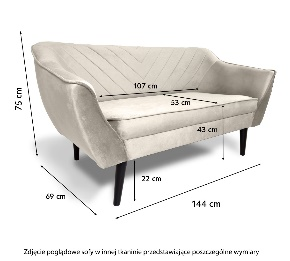 75 cm
107 cm
53 cm
43 cm
22 cm
69 cm
144 cm
Zdjęcie poglądowe sofy w innej tkaninie przedstawiające poszczególne wymiary